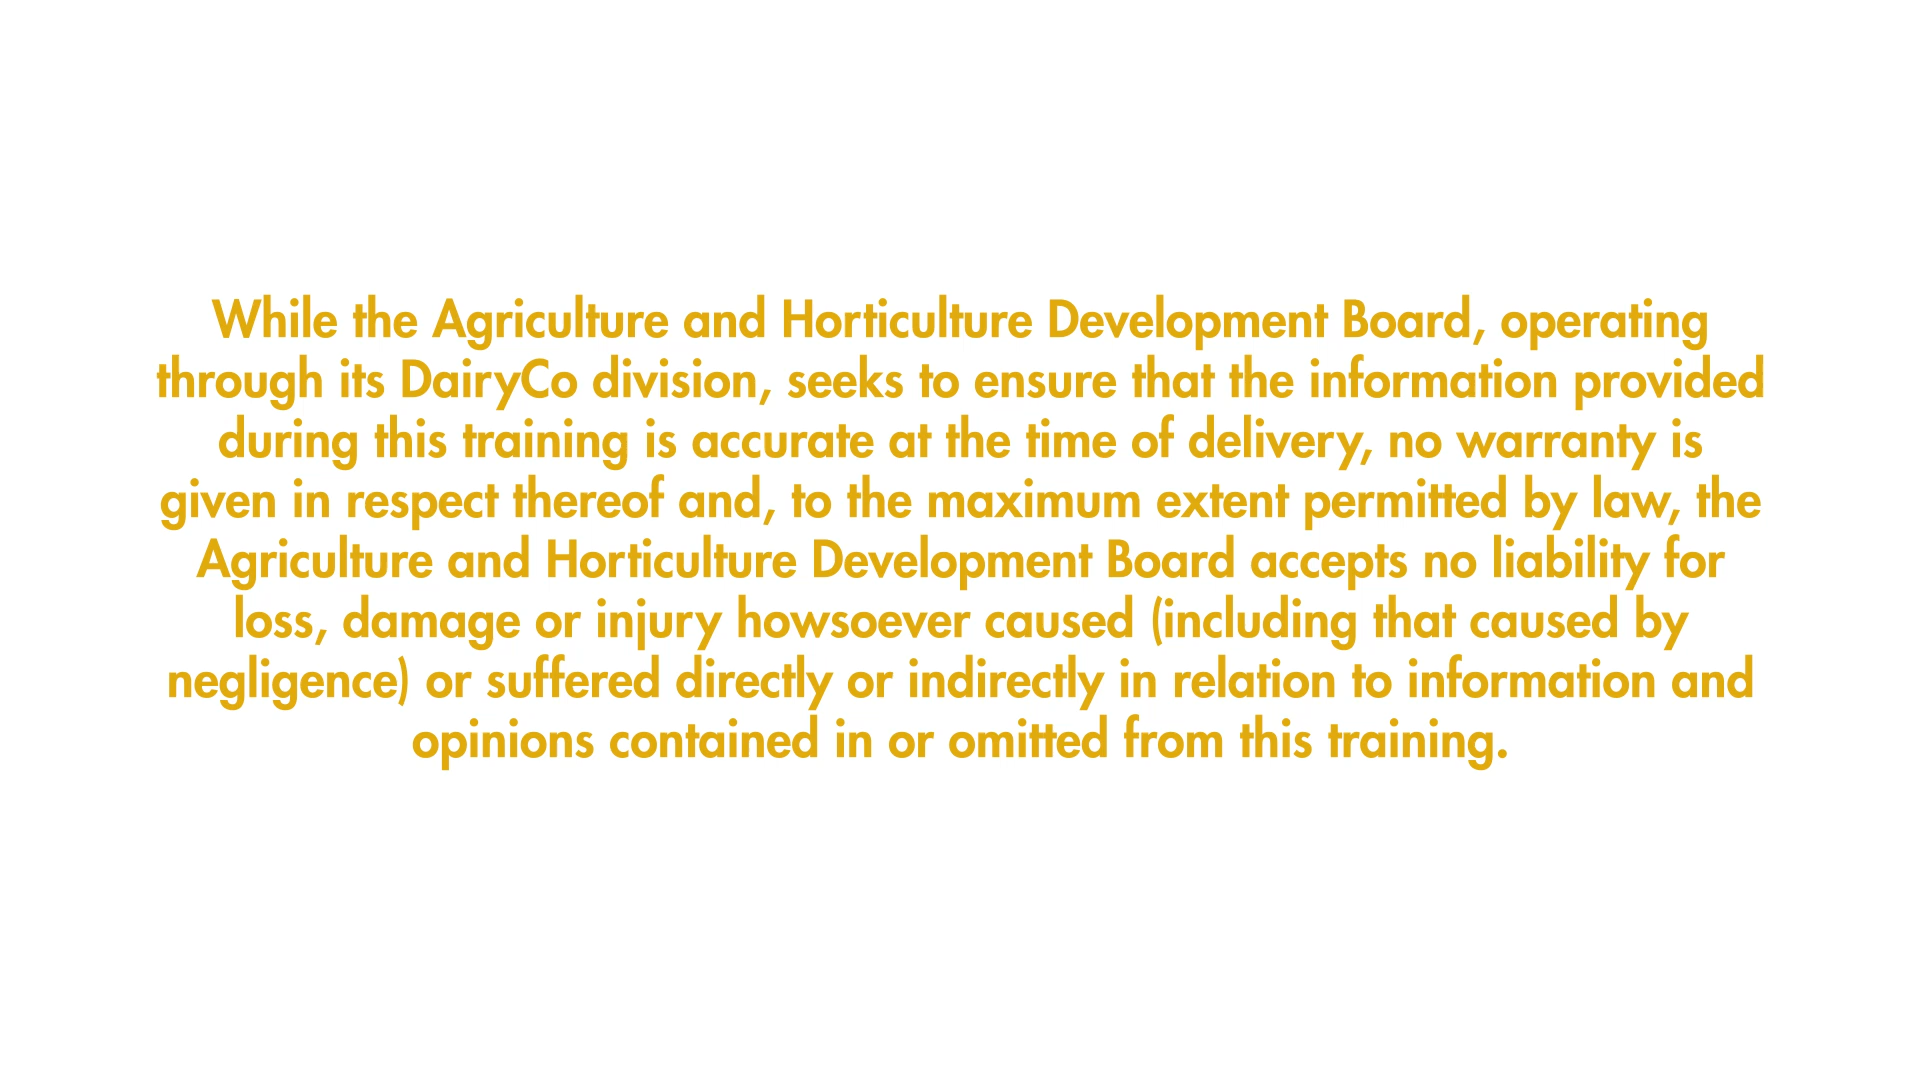 While the Agriculture and Horticulture Development Board, operating
through its DairyCo division, seeks to ensure that the information provided
during this training is accurate at the time of delivery, no warranty is
given in respect thereof and, to the maximum extent permitted by law, the
Agriculture and Horticulture Development Board accepts no liability for
loss, damage or injury howsoever caused (including that caused by
negligence) or suffered directly or indirectly in relation to information and
opinions contained in or omitted from this training.